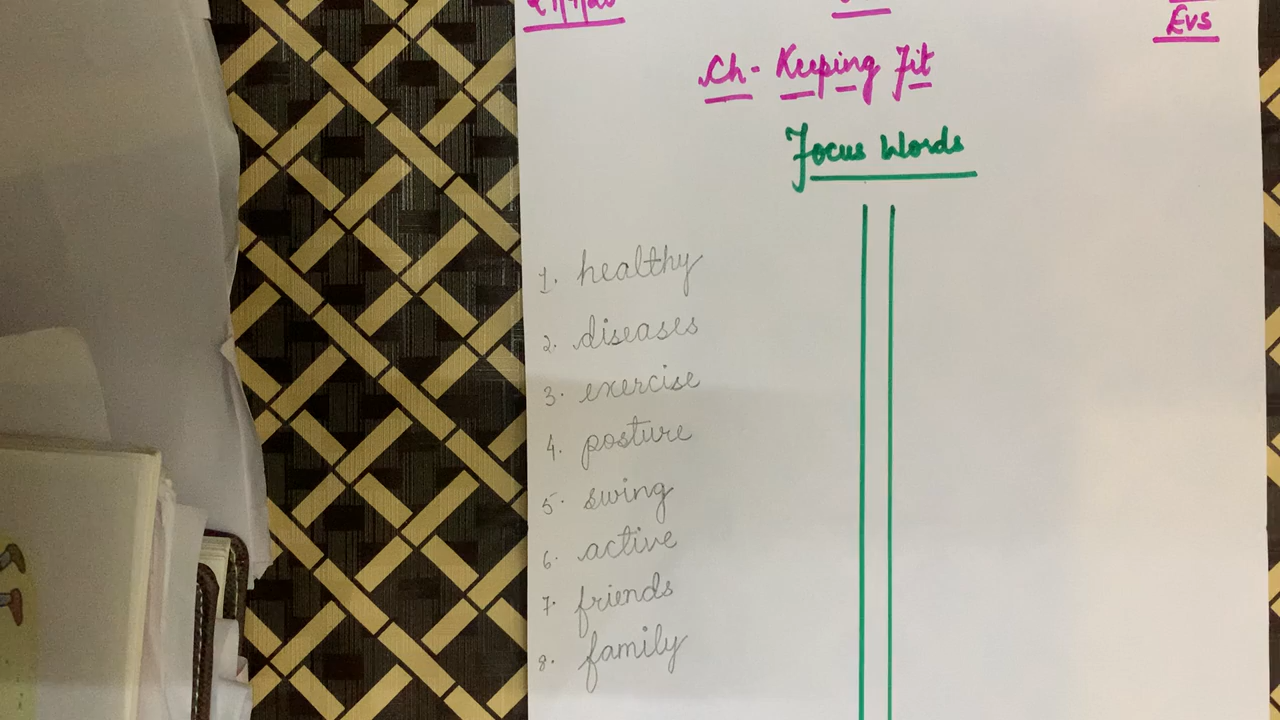 Evs
Ch- Keeping Fit
Focus Words
1. healthy
2. diseases
3. exercise
4. posture
5. swing
6. active
7. friends
8. family